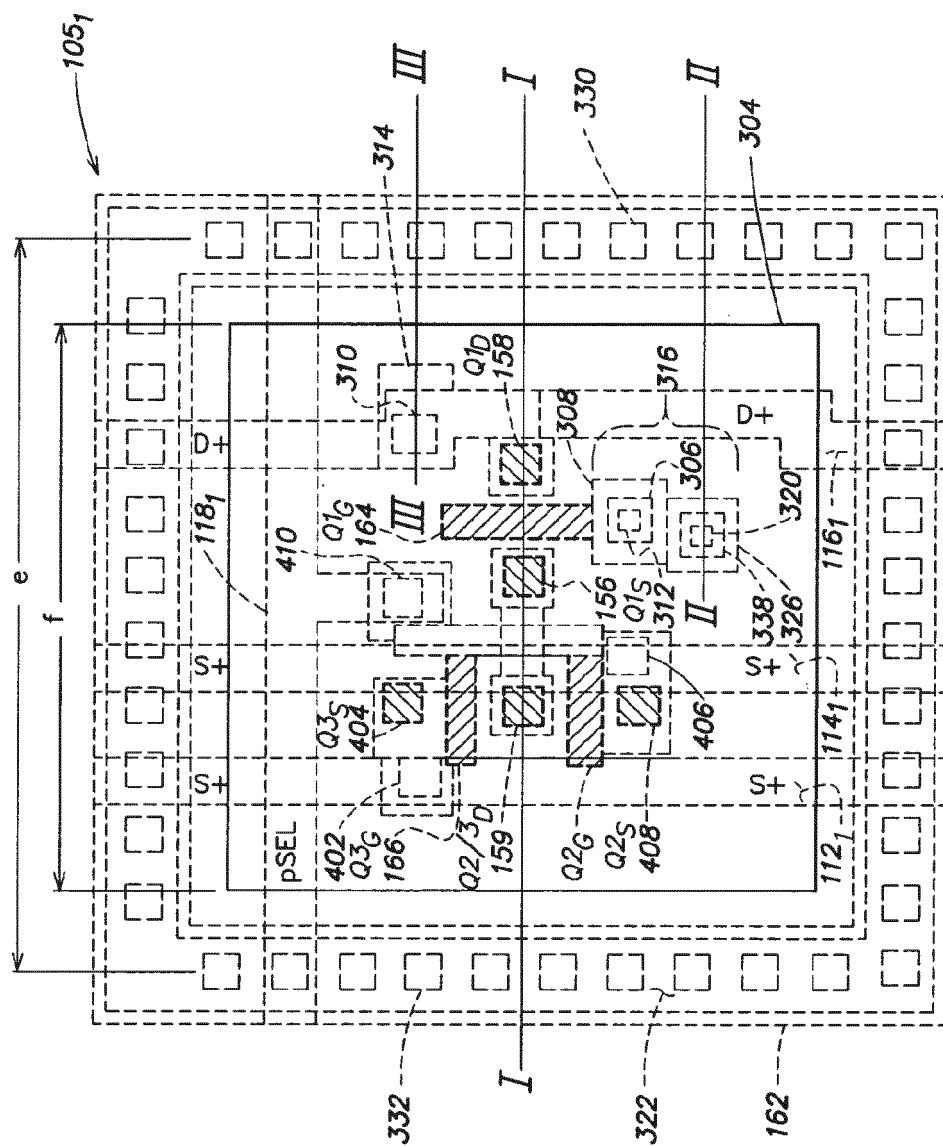 105₁
e
f
III
I
II
314
330
304
D+
310
Q1D
158
308
316
D+
118₁
Q1G
164
III
306
320
116₁
410
156
Q1S
312
II
338
326
S+
Q3S
404
406
S+
114₁
S+
pSEL
402
Q3G
166
Q2/3D
159
Q2G
Q2S
408
S+
112₁
332
I
322
162